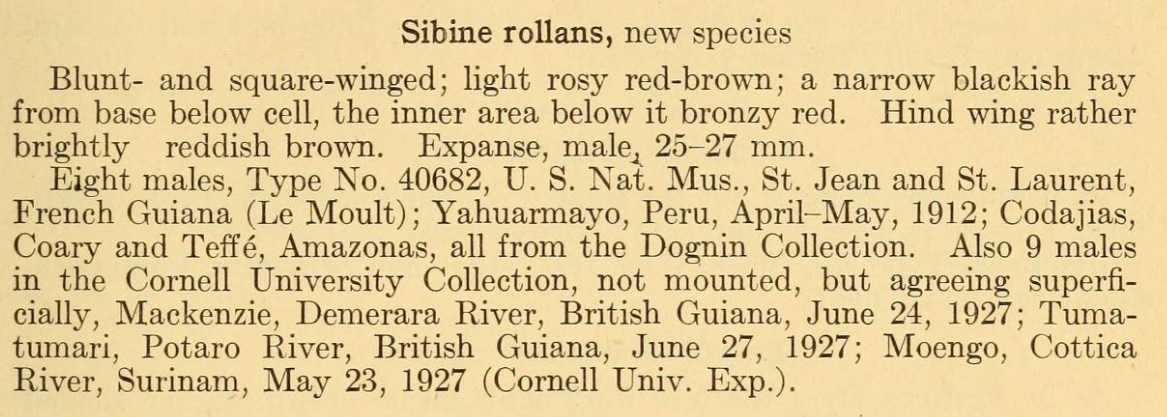 Sibine rollans, new species
Blunt- and square-winged; light rosy red-brown; a narrow blackish ray
from base below cell, the inner area below it bronzy red. Hind wing rather
brightly reddish brown. Expanse, male, 25–27 mm.
Eight males, Type No. 40682, U. S. Nat. Mus., St. Jean and St. Laurent,
French Guiana (Le Moult); Yahuarmayo, Peru, April–May, 1912; Codajias,
Coary and Teffé, Amazonas, all from the Dognin Collection. Also 9 males
in the Cornell University Collection, not mounted, but agreeing superfi-
cially, Mackenzie, Demerara River, British Guiana, June 24, 1927; Tuma-
tumari, Potaro River, British Guiana, June 27, 1927; Moengo, Cottica
River, Surinam, May 23, 1927 (Cornell Univ. Exp.).